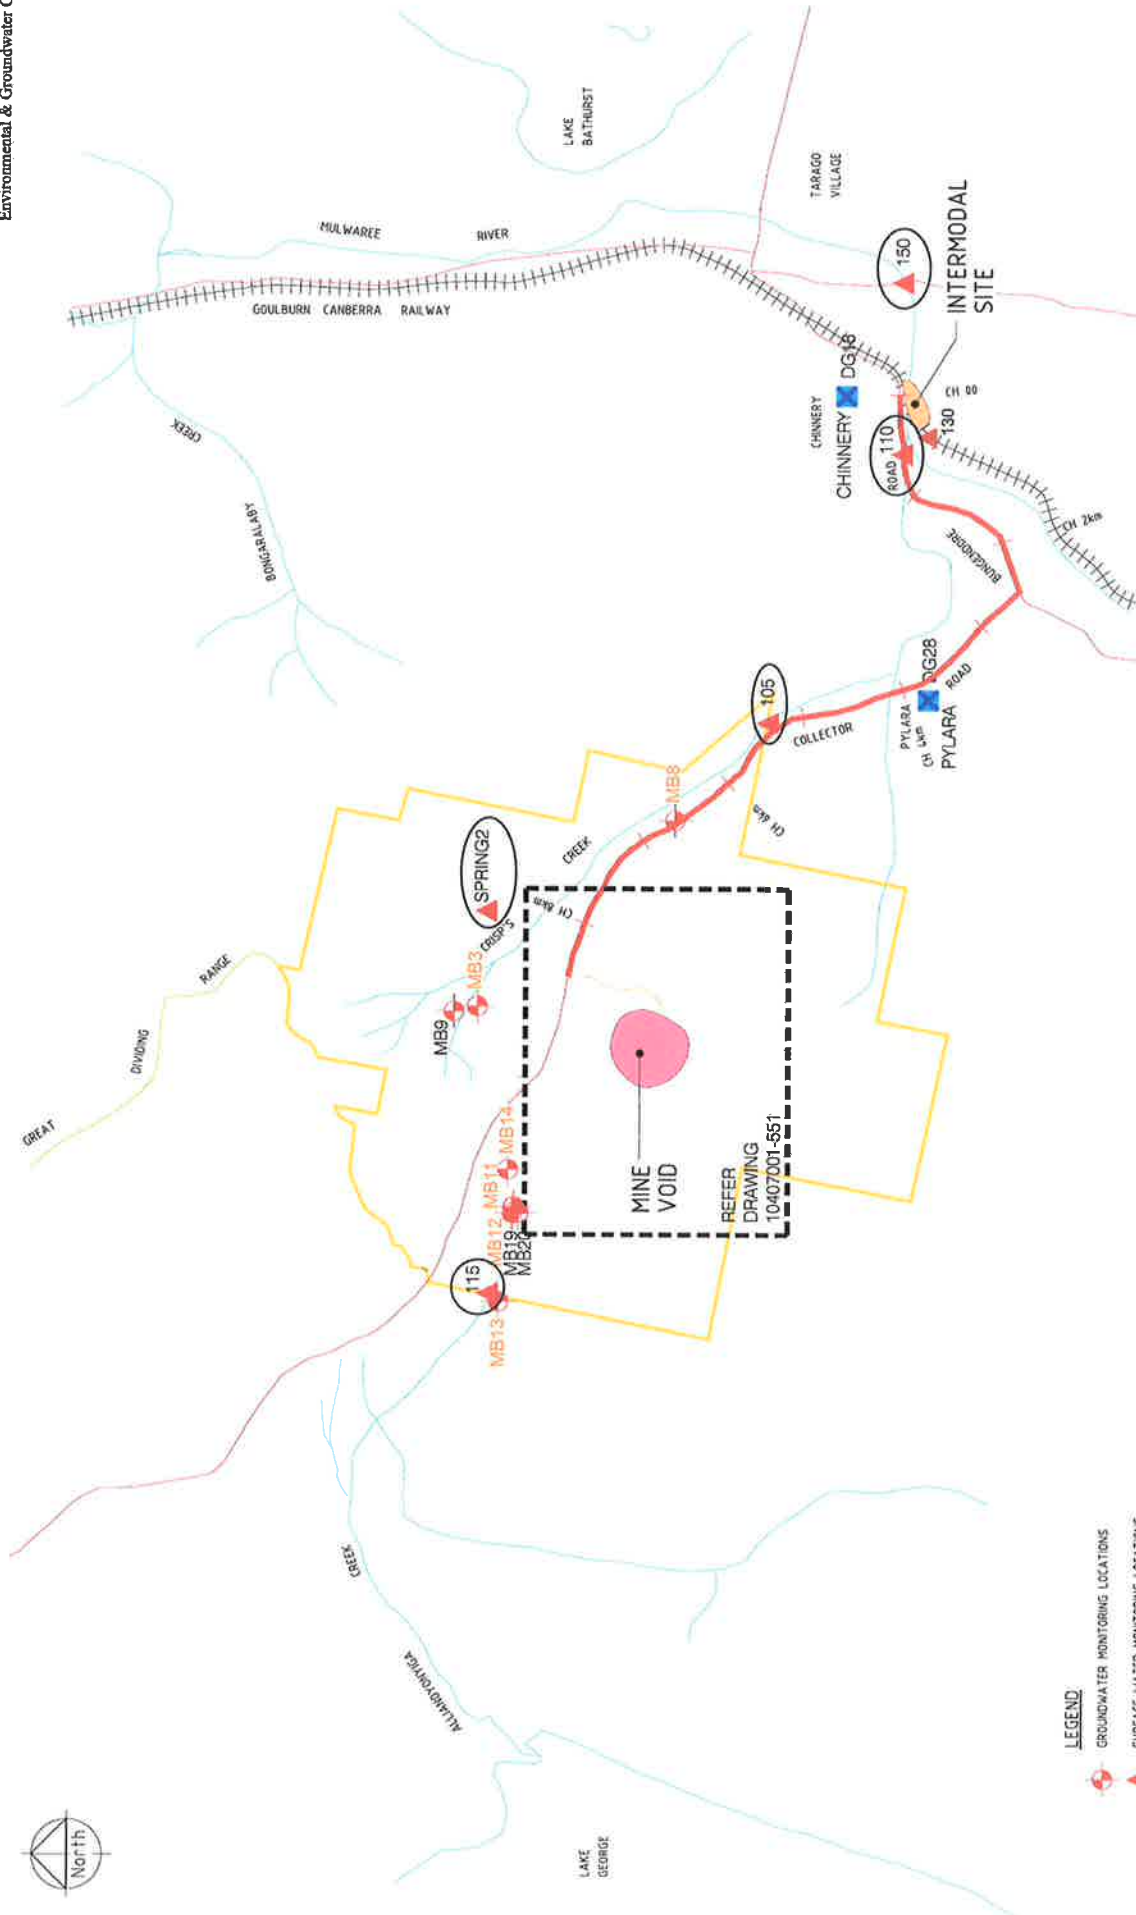 Environmental & Groundwater
North
GREAT
DIVIDING
RANGE
MULWAREE
RIVER
GOULBURN CANBERRA RAILWAY
LAKE
BATHURST
CREEK
BONGARALABY
TARAGO
VILLAGE
150
INTERMODAL
SITE
CHINNERY
CHINNERY
ROAD
110
130
CH 00
CH 2km
BUNGENDORE
105
COLLECTOR
ROAD
PYLARA
CH 4km
PYLARA
DG28
CH 6km
MB8
SPRING2
CREEK
CRISP'S
CH 8km
MB3
MB9
MB14
MB11
MB12
MB19
MB20
115
MB13
MINE
VOID
REFER
DRAWING
10407001-551
CREEK
ALLIANOYONYIGA
LAKE
GEORGE
LEGEND
GROUNDWATER MONITORING LOCATIONS